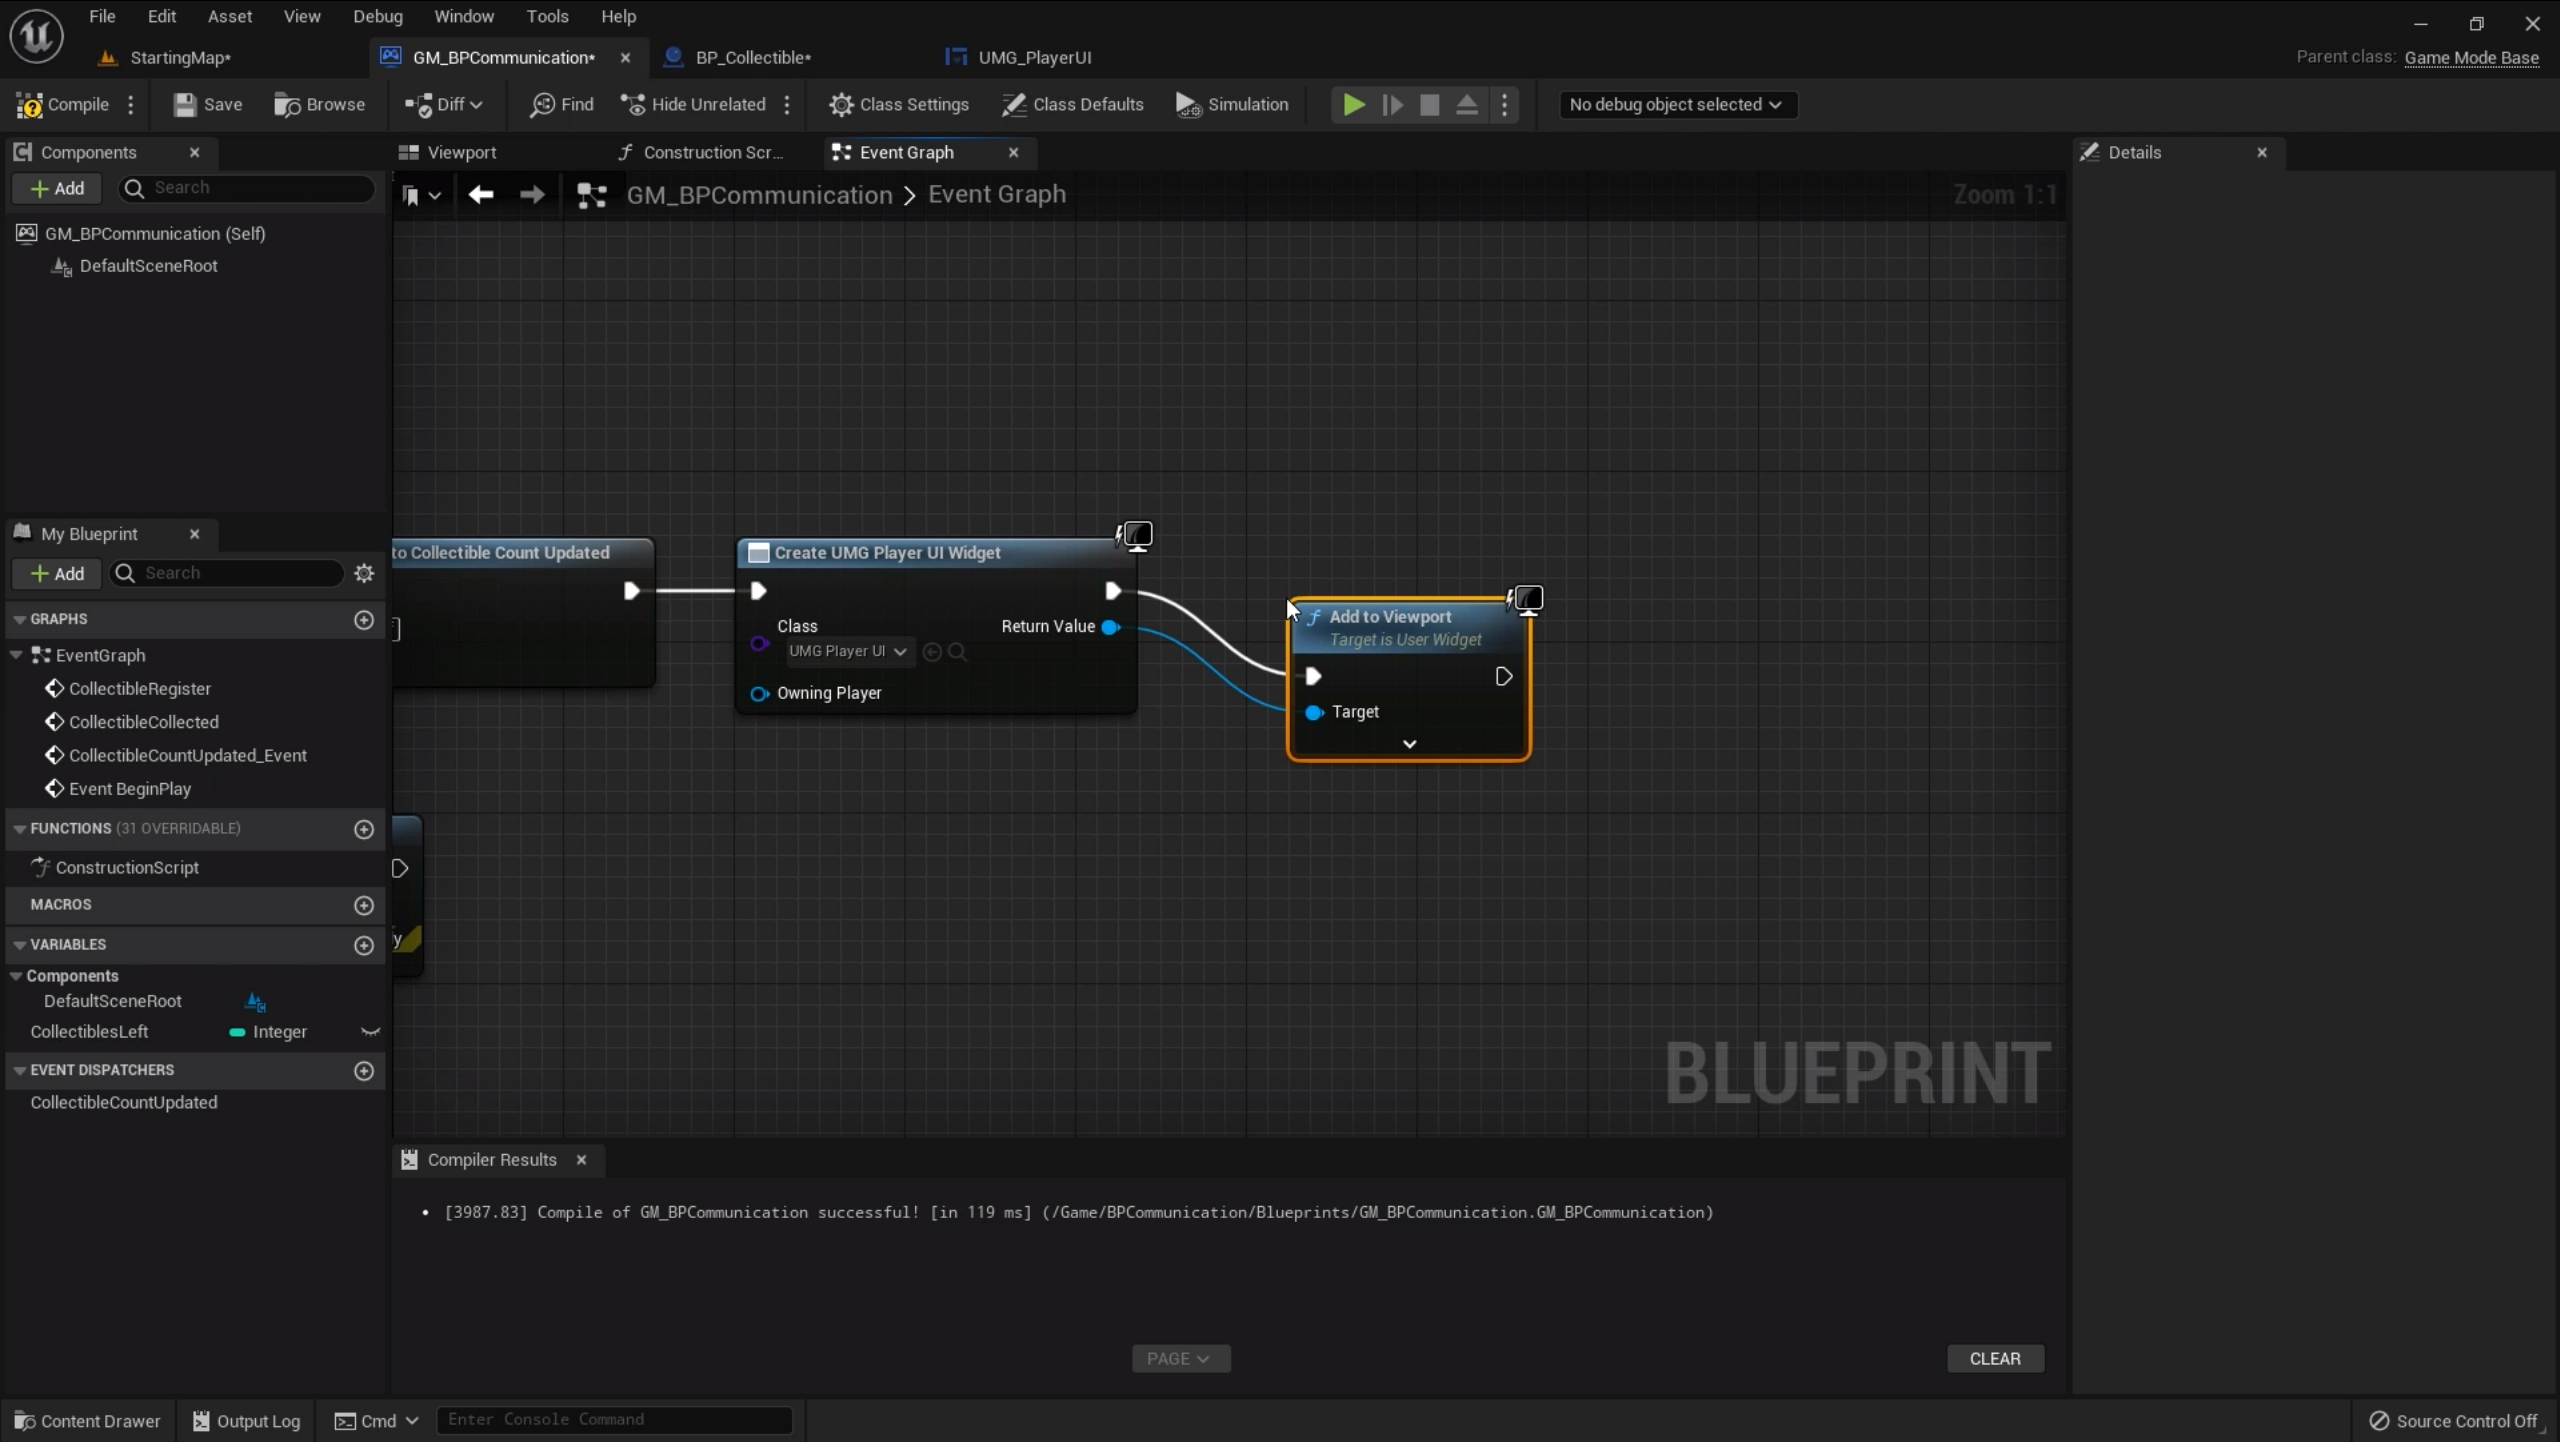 File Edit Asset View Debug Window Tools Help
StartingMap* GM_BPCommunication* BP_Collectible* UMG_PlayerUI Parent class: Game Mode Base
Compile Save Browse Diff Find Hide Unrelated Class Settings Class Defaults Simulation No debug object selected
Components Viewport Construction Scr... Event Graph Details
Add Search GM_BPCommunication > Event Graph Zoom 1:1
GM_BPCommunication (Self)
DefaultSceneRoot
to Collectible Count Updated
Create UMG Player UI Widget
Class
UMG Player UI
Return Value
Owning Player
Add to Viewport
Target is User Widget
Target
My Blueprint
Add Search
GRAPHS
EventGraph
CollectibleRegister
CollectibleCollected
CollectibleCountUpdated_Event
Event BeginPlay
FUNCTIONS (31 OVERRIDABLE)
ConstructionScript
MACROS
VARIABLES
Components
DefaultSceneRoot
CollectiblesLeft Integer
EVENT DISPATCHERS
CollectibleCountUpdated
y
BLUEPRINT
Compiler Results
• [3987.83] Compile of GM_BPCommunication successful! [in 119 ms] (/Game/BPCommunication/Blueprints/GM_BPCommunication.GM_BPCommunication)
PAGE CLEAR
Content Drawer Output Log Cmd Enter Console Command Source Control Off